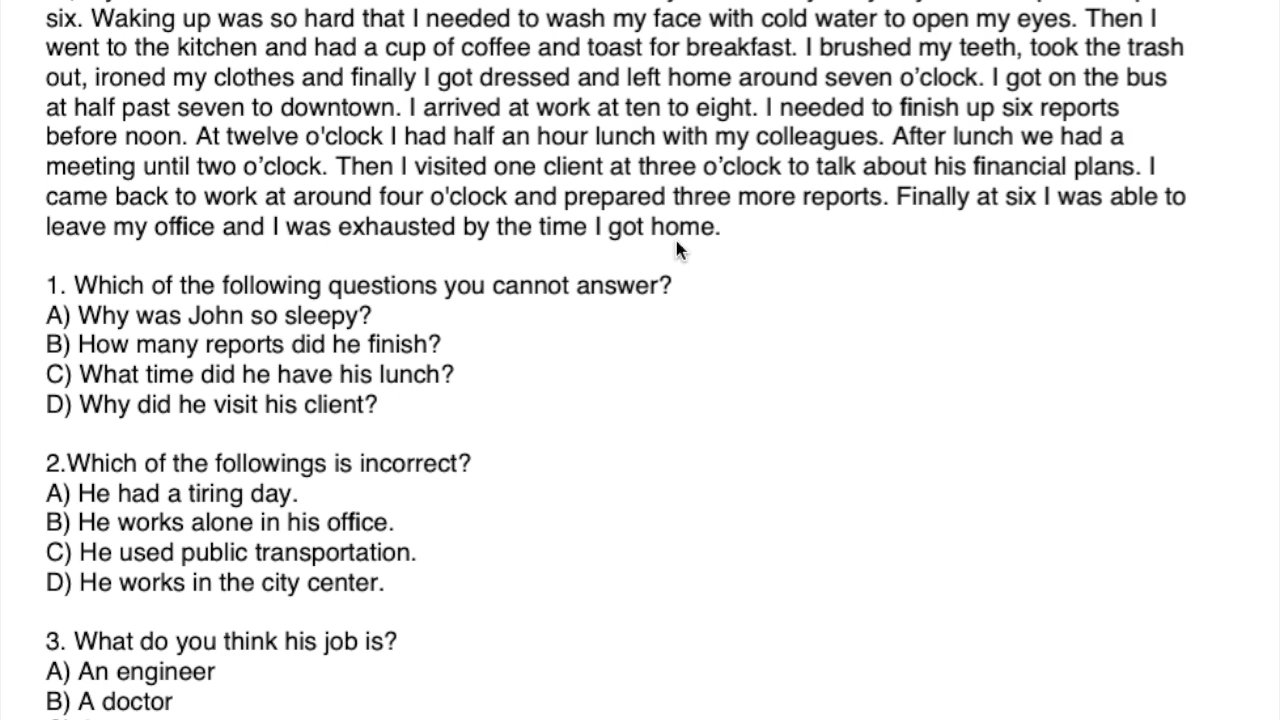 six. Waking up was so hard that I needed to wash my face with cold water to open my eyes. Then I
went to the kitchen and had a cup of coffee and toast for breakfast. I brushed my teeth, took the trash
out, ironed my clothes and finally I got dressed and left home around seven o’clock. I got on the bus
at half past seven to downtown. I arrived at work at ten to eight. I needed to finish up six reports
before noon. At twelve o'clock I had half an hour lunch with my colleagues. After lunch we had a
meeting until two o’clock. Then I visited one client at three o’clock to talk about his financial plans. I
came back to work at around four o'clock and prepared three more reports. Finally at six I was able to
leave my office and I was exhausted by the time I got home.
1. Which of the following questions you cannot answer?
A) Why was John so sleepy?
B) How many reports did he finish?
C) What time did he have his lunch?
D) Why did he visit his client?
2.Which of the followings is incorrect?
A) He had a tiring day.
B) He works alone in his office.
C) He used public transportation.
D) He works in the city center.
3. What do you think his job is?
A) An engineer
B) A doctor